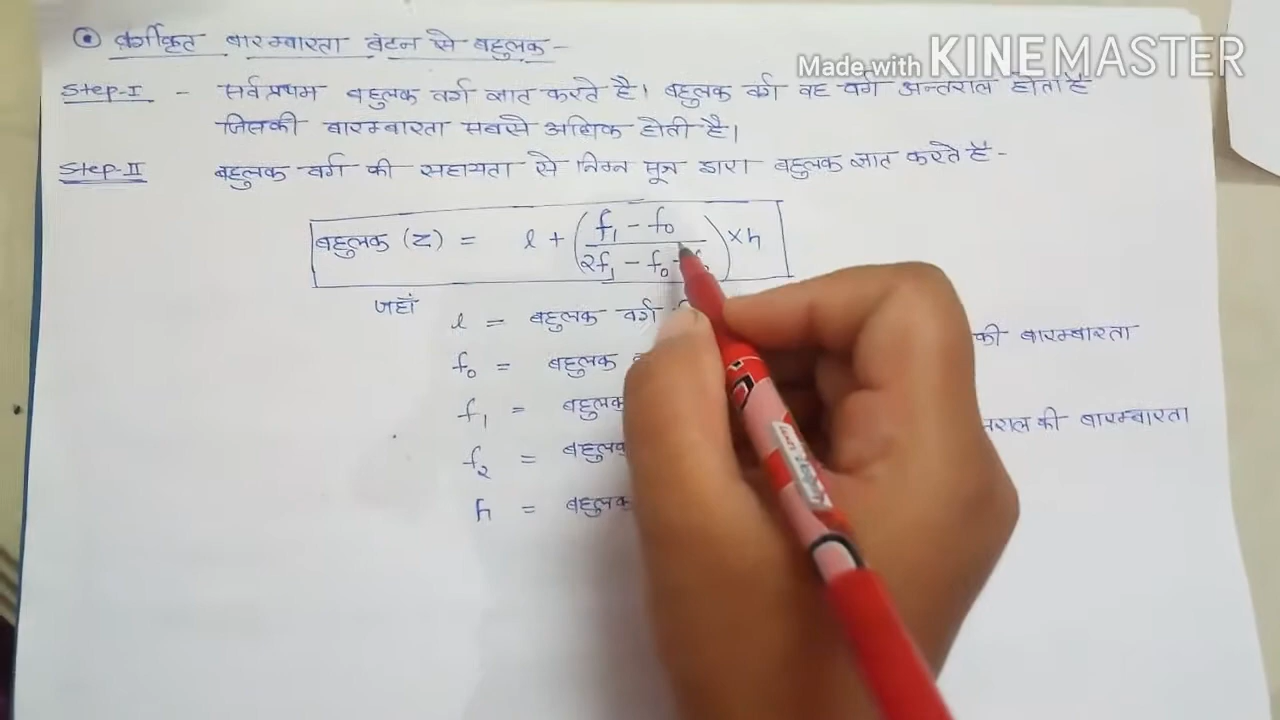 वर्गीकृत बारम्बारता बंटन से बहुलक -
Made with KINEMASTER
Step-I - सर्वप्रथम बहुलक वर्ग ज्ञात करते है। बहुलक वर्ग वह वर्ग अन्तराल होता है
जिसकी बारम्बारता सबसे अधिक होती है।
Step-II बहुलक वर्ग की सहायता से निम्न सूत्र द्वारा बहुलक ज्ञात करते है -
बहुलक (Z) = l + (f₁ - f₀ / 2f₁ - f₀ - ) × h
जहाँ
l = बहुलक वर्ग
f₀ = बहुलक की बारम्बारता
f₁ = बहुलक
f₂ = बहुलक की बारम्बारता
h = बहुलक